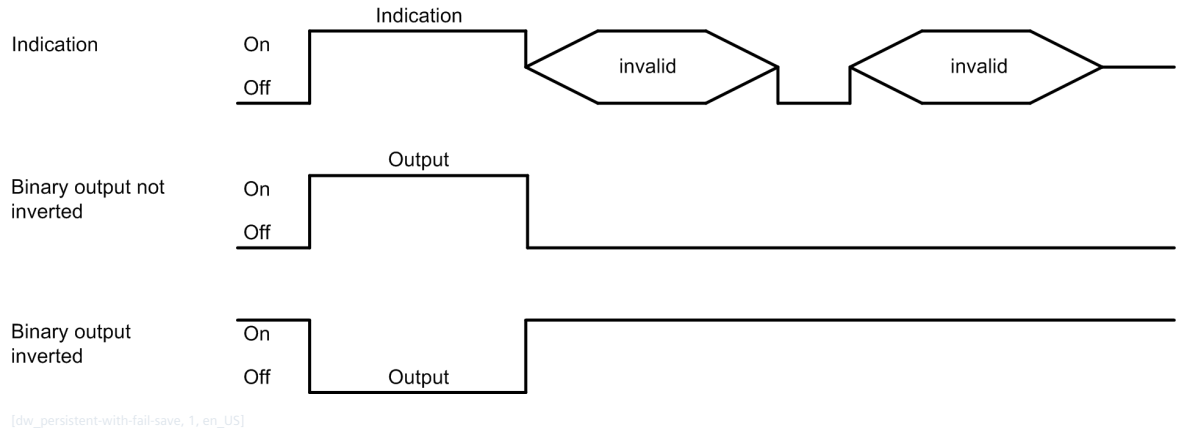 Indication
Indication
On
Off
invalid
invalid
Output
Binary output not
inverted
On
Off
Binary output
inverted
On
Off
Output
[dw_persistent-with-fail-save, 1, en_US]